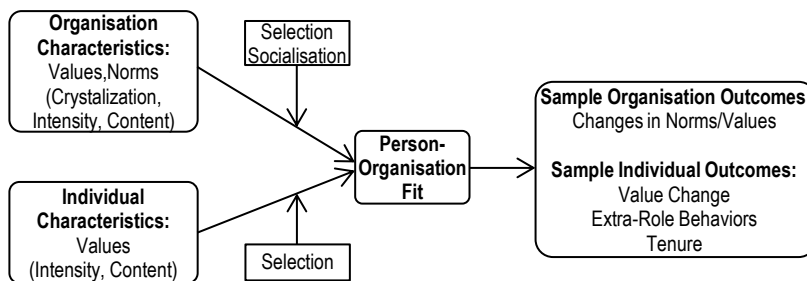 Organisation
Characteristics:
Values,Norms
(Crystalization,
Intensity, Content)
Selection
Socialisation
Individual
Characteristics:
Values
(Intensity, Content)
Selection
Person-
Organisation
Fit
Sample Organisation Outcomes
Changes in Norms/Values
Sample Individual Outcomes:
Value Change
Extra-Role Behaviors
Tenure